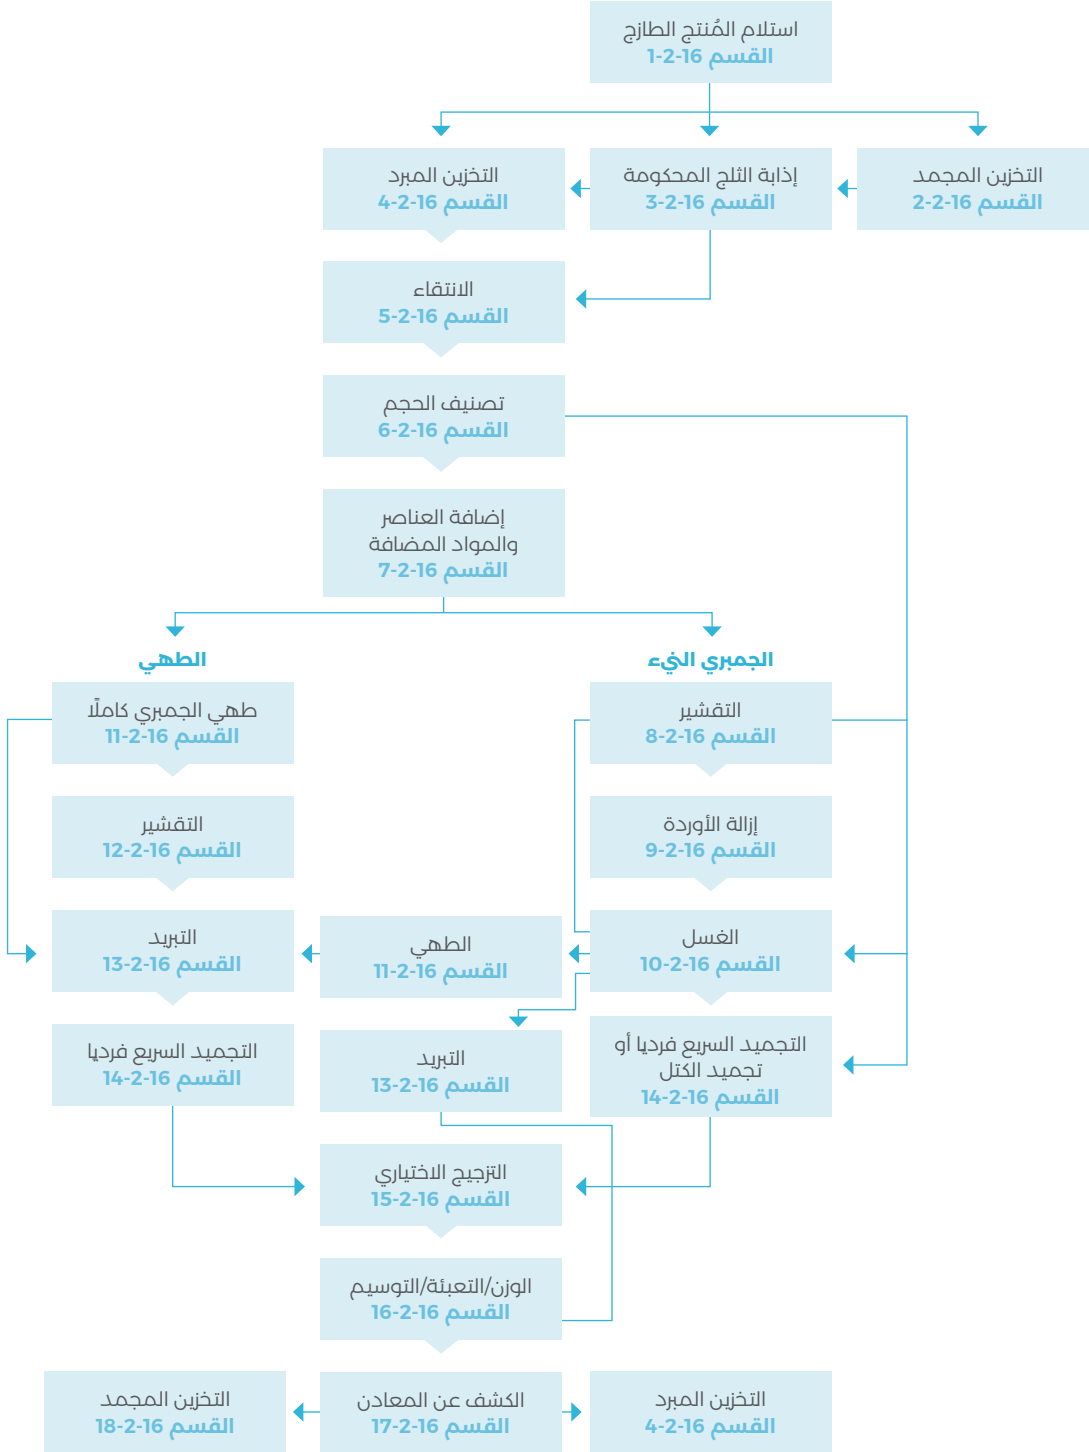 استلام المُنتج الطازج
القسم 16-2-1
التخزين المجمد
القسم 16-2-2
إذابة الثلج المحكومة
القسم 16-2-3
التخزين المبرد
القسم 16-2-4
الانتقاء
القسم 16-2-5
تصنيف الحجم
القسم 16-2-6
إضافة العناصر
والمواد المضافة
القسم 16-2-7
الجمبري النيء
التقشير
القسم 16-2-8
إزالة الأوردة
القسم 16-2-9
الغسل
القسم 16-2-10
التجميد السريع فرديا أو
تجميد الكتل
القسم 16-2-14
الطهي
القسم 16-2-11
التبريد
القسم 16-2-13
الطهي
طهي الجمبري كاملًا
القسم 16-2-11
التقشير
القسم 16-2-12
التبريد
القسم 16-2-13
التجميد السريع فرديا
القسم 16-2-14
التزجيج الاختياري
القسم 16-2-15
الوزن/التعبئة/التوسيم
القسم 16-2-16
التخزين المبرد
القسم 16-2-4
الكشف عن المعادن
القسم 16-2-17
التخزين المجمد
القسم 16-2-18